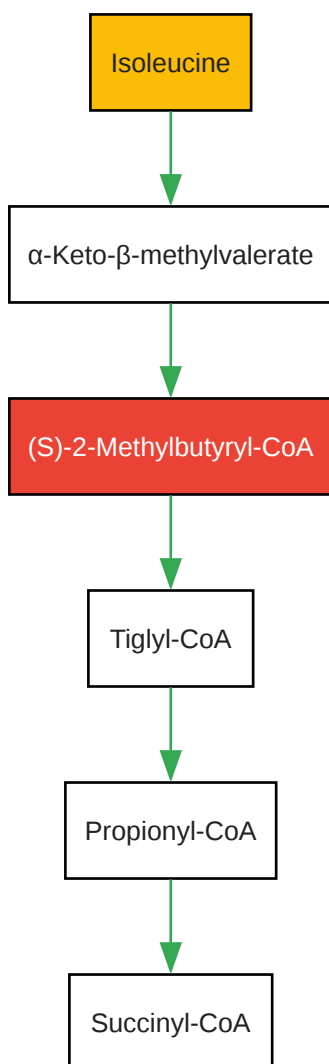 Isoleucine
α-Keto-β-methylvalerate
(S)-2-Methylbutyryl-CoA
Tiglyl-CoA
Propionyl-CoA
Succinyl-CoA